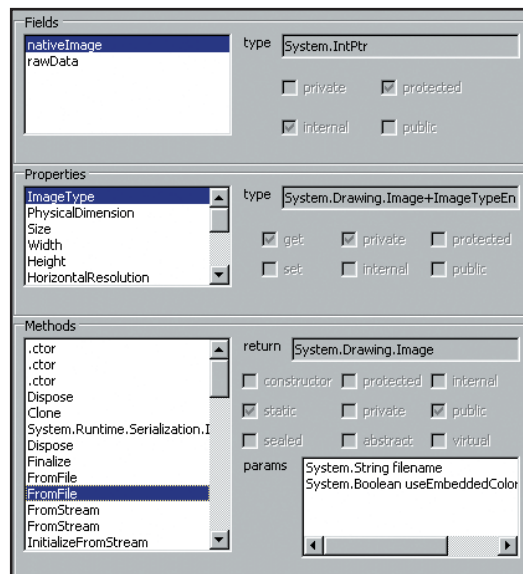 Fields
nativeImage
rawData
type System.IntPtr
private protected
internal public
Properties
ImageType
PhysicalDimension
Size
Width
Height
HorizontalResolution
type System.Drawing.Image+ImageTypeEn
get private protected
set internal public
Methods
.ctor
.ctor
.ctor
Dispose
Clone
System.Runtime.Serialization.I
Dispose
Finalize
FromFile
FromFile
FromStream
FromStream
InitializeFromStream
return System.Drawing.Image
constructor protected internal
static private public
sealed abstract virtual
params System.String filename
System.Boolean useEmbeddedColor